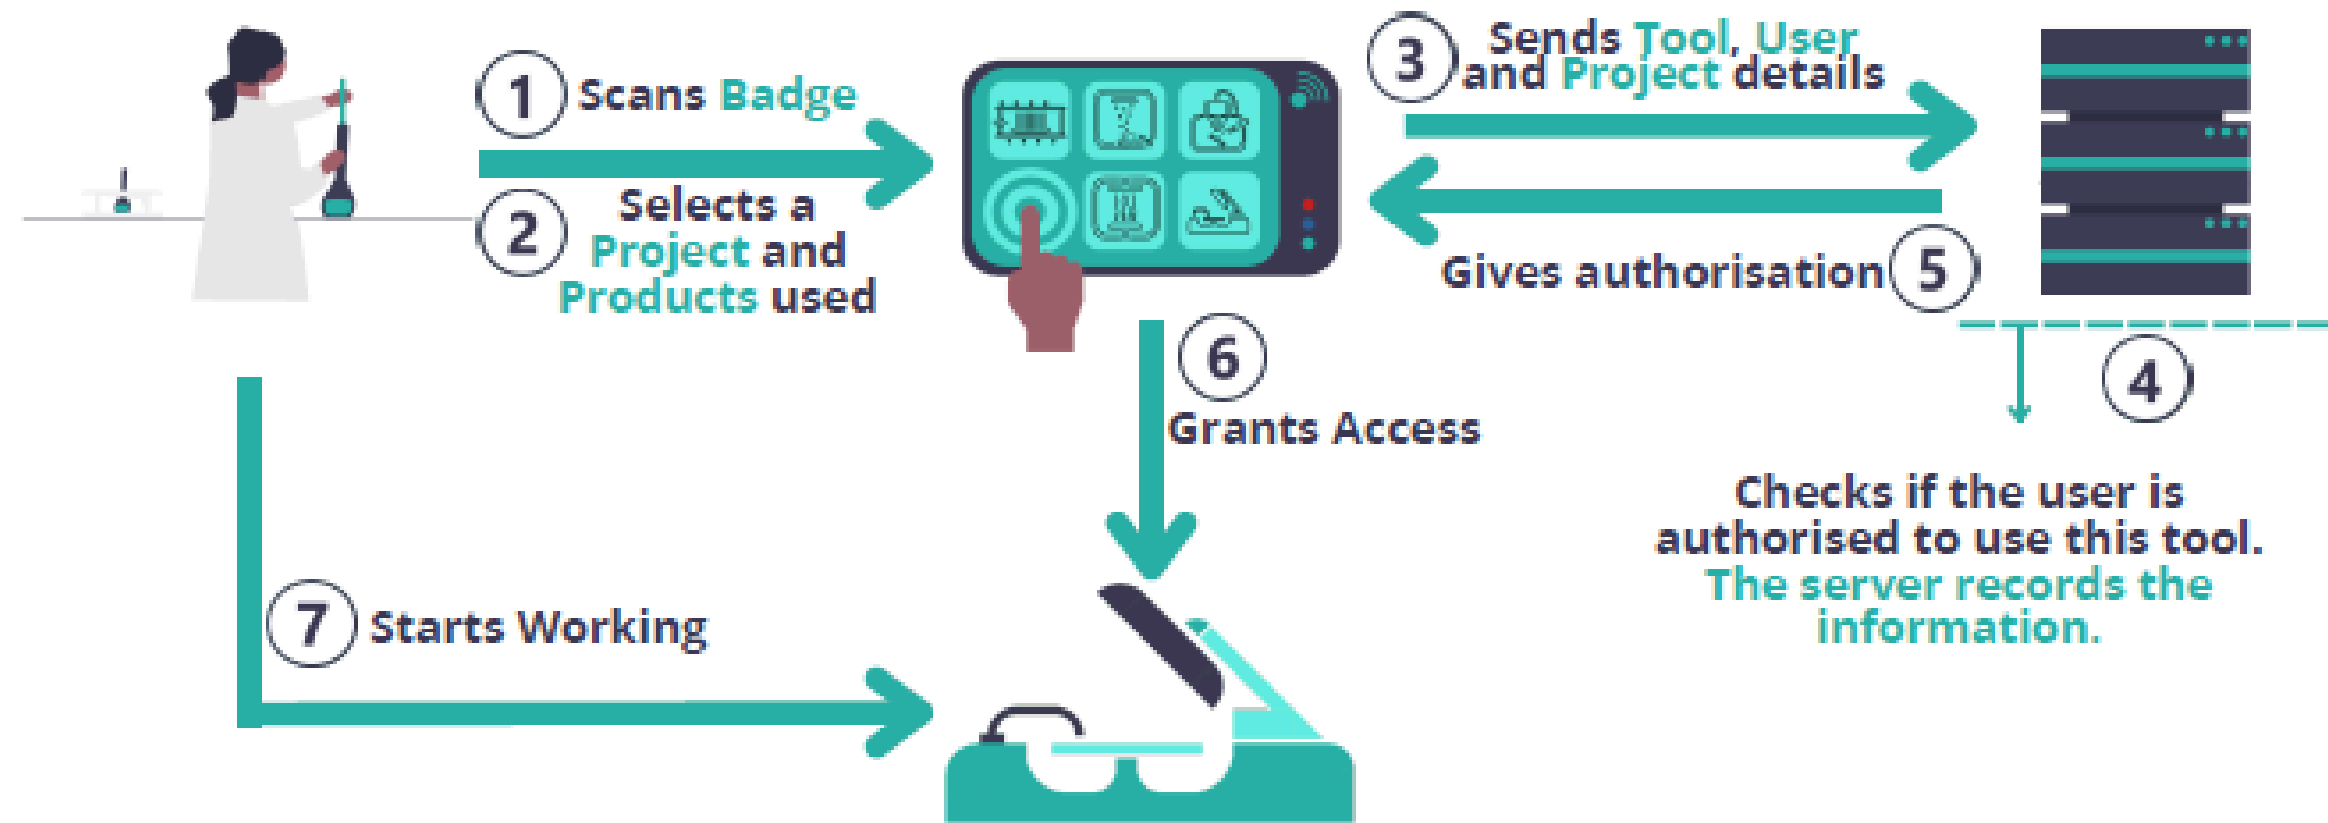 1 Scans Badge
2 Selects a
Project and
Products used
3 Sends Tool, User
and Project details
4
Checks if the user is
authorised to use this tool.
The server records the
information.
Gives authorisation 5
6
Grants Access
7 Starts Working